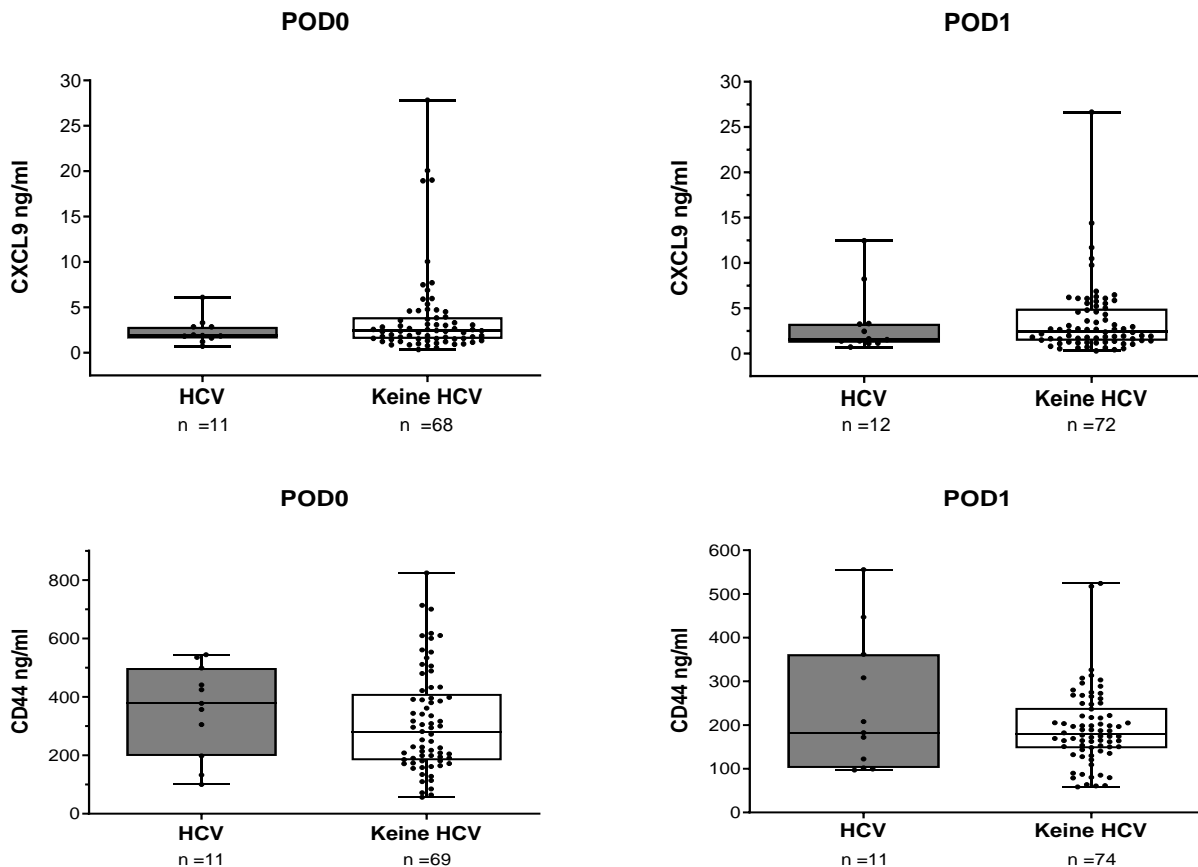 POD0
CXCL9 ng/ml
30
25
20
15
10
5
0
HCV
Keine HCV
n =11
n =68
POD1
CXCL9 ng/ml
30
25
20
15
10
5
0
HCV
Keine HCV
n =12
n =72
POD0
CD44 ng/ml
800
600
400
200
0
HCV
Keine HCV
n =11
n =69
POD1
CD44 ng/ml
600
500
400
300
200
100
0
HCV
Keine HCV
n =11
n =74